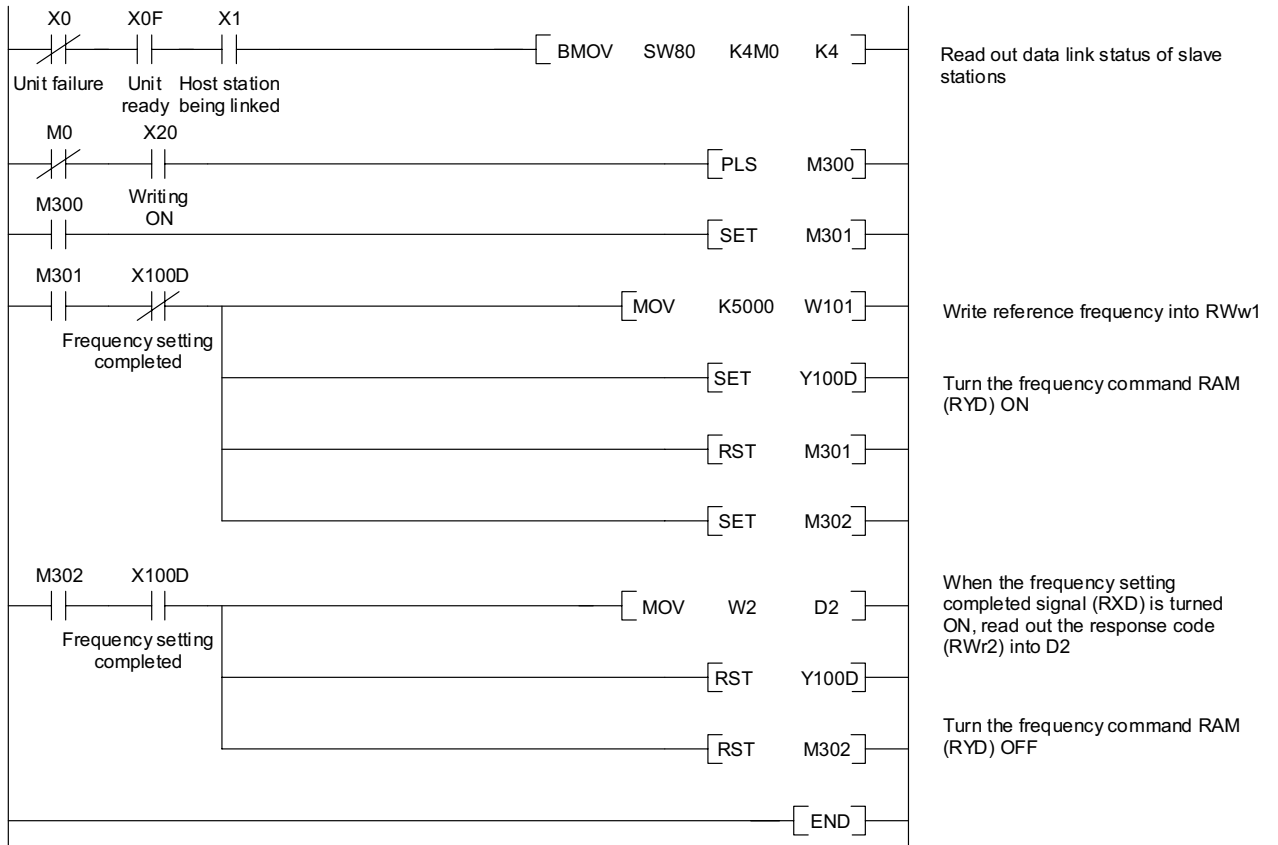 X0 X0F X1
BMOV SW80 K4M0 K4
Read out data link status of slave
stations
Unit failure Unit Host station
ready being linked
M0 X20
PLS M300
Writing
ON
M300
SET M301
M301 X100D
MOV K5000 W101
Write reference frequency into RWw1
Frequency setting
completed
SET Y100D
Turn the frequency command RAM
(RYD) ON
RST M301
SET M302
M302 X100D
MOV W2 D2
When the frequency setting
completed signal (RXD) is turned
ON, read out the response code
(RWr2) into D2
Frequency setting
completed
RST Y100D
Turn the frequency command RAM
(RYD) OFF
RST M302
END